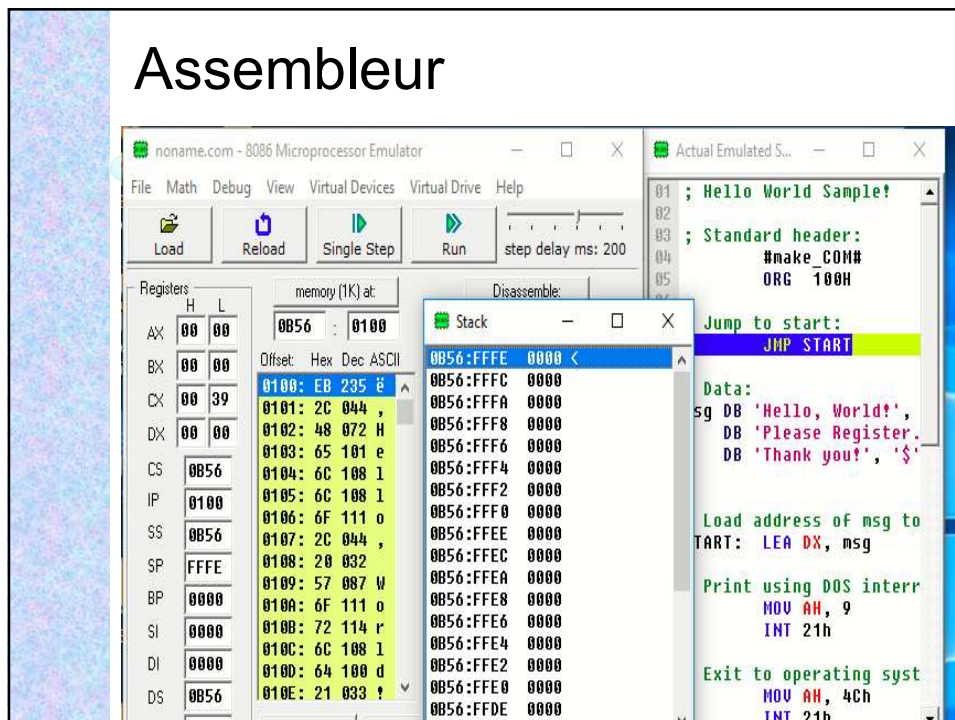 Assembleur
noname.com - 8086 Microprocessor Emulator
File Math Debug View Virtual Devices Virtual Drive Help
Load Reload Single Step Run step delay ms: 200
Registers
H L
AX 00 00
BX 00 00
CX 00 39
DX 00 00
CS 0B56
IP 0100
SS 0B56
SP FFFE
BP 0000
SI 0000
DI 0000
DS 0B56
memory (1K) at:
0B56 : 0100
Disassemble:
Offset: Hex Dec ASCII
0100: EB 235 ë
0101: 2C 044 ,
0102: 48 072 H
0103: 65 101 e
0104: 6C 108 l
0105: 6C 108 l
0106: 6F 111 o
0107: 2C 044 ,
0108: 20 032
0109: 57 087 W
010A: 6F 111 o
010B: 72 114 r
010C: 6C 108 l
010D: 64 100 d
010E: 21 033 !
Stack
0B56:FFFE 0000 <
0B56:FFFC 0000
0B56:FFFA 0000
0B56:FFF8 0000
0B56:FFF6 0000
0B56:FFF4 0000
0B56:FFF2 0000
0B56:FFF0 0000
0B56:FFEE 0000
0B56:FFEC 0000
0B56:FFEA 0000
0B56:FFE8 0000
0B56:FFE6 0000
0B56:FFE4 0000
0B56:FFE2 0000
0B56:FFE0 0000
0B56:FFDE 0000
Actual Emulated S...
01 ; Hello World Sample!
02
03 ; Standard header:
04 #make_COM#
05 ORG 100H
Jump to start:
JMP START
Data:
sg DB 'Hello, World!',
DB 'Please Register.
DB 'Thank you!', '$'
Load address of msg to
TART: LEA DX, msg
Print using DOS interr
MOV AH, 9
INT 21h
Exit to operating syst
MOV AH, 4Ch
INT 21h